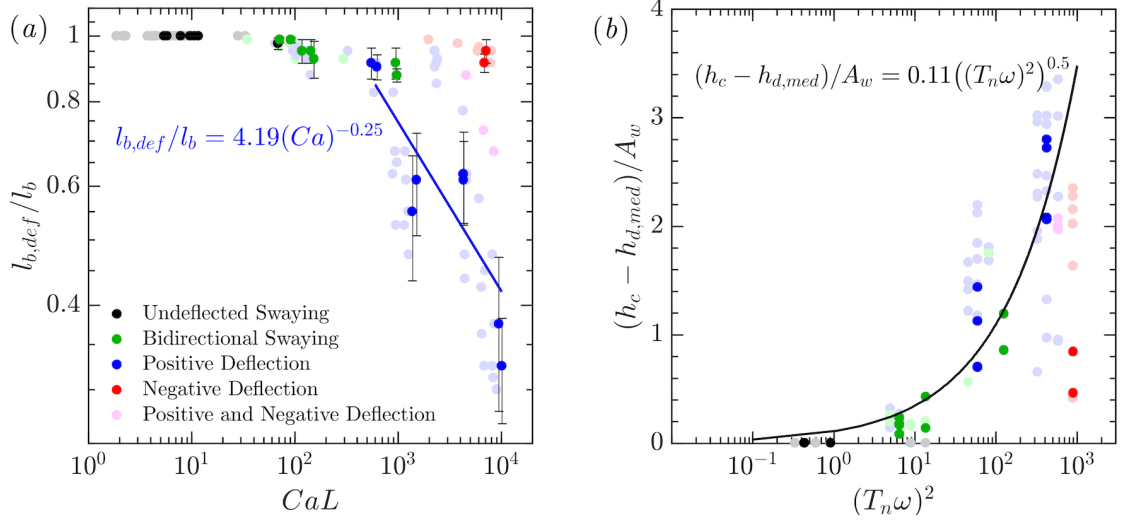 (a)
1
0.8
0.6
0.4
l_{b,def}/l_b
l_{b,def}/l_b = 4.19(Ca)^{-0.25}
Undeflected Swaying
Bidirectional Swaying
Positive Deflection
Negative Deflection
Positive and Negative Deflection
10^0 10^1 10^2 10^3 10^4
CaL
(b)
4
3
2
1
0
(h_c − h_{d,med})/A_w
(h_c − h_{d,med})/A_w = 0.11((T_nω)^2)^{0.5}
10^{-1} 10^0 10^1 10^2 10^3
(T_nω)^2